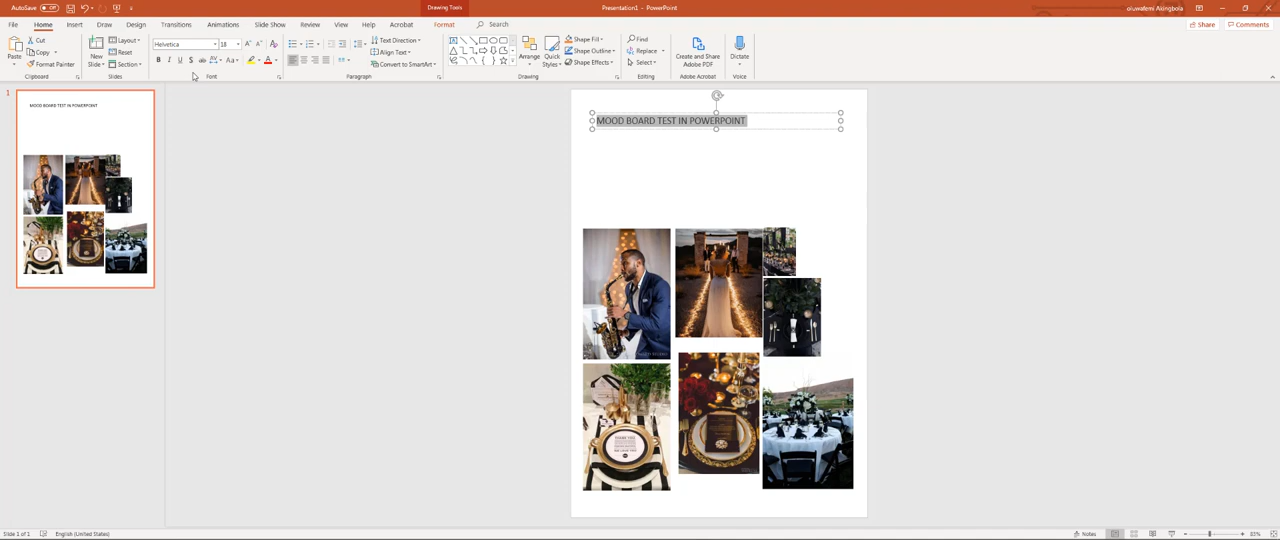 AutoSave Off
Presentation1 - PowerPoint
Drawing Tools
oluwafemi Akingbola
File Home Insert Draw Design Transitions Animations Slide Show Review View Help Acrobat Format Search
Share Comments
Paste
Cut
Copy
Format Painter
Clipboard
New
Slide
Layout
Reset
Section
Slides
Helvetica 18
Font
Text Direction
Align Text
Convert to SmartArt
Paragraph
Arrange
Quick
Styles
Shape Fill
Shape Outline
Shape Effects
Drawing
Find
Replace
Select
Editing
Create and Share
Adobe PDF
Adobe Acrobat
Dictate
Voice
1
MOOD BOARD TEST IN POWERPOINT
MOOD BOARD TEST IN POWERPOINT
Slide 1 of 1
English (United States)
Notes
83%